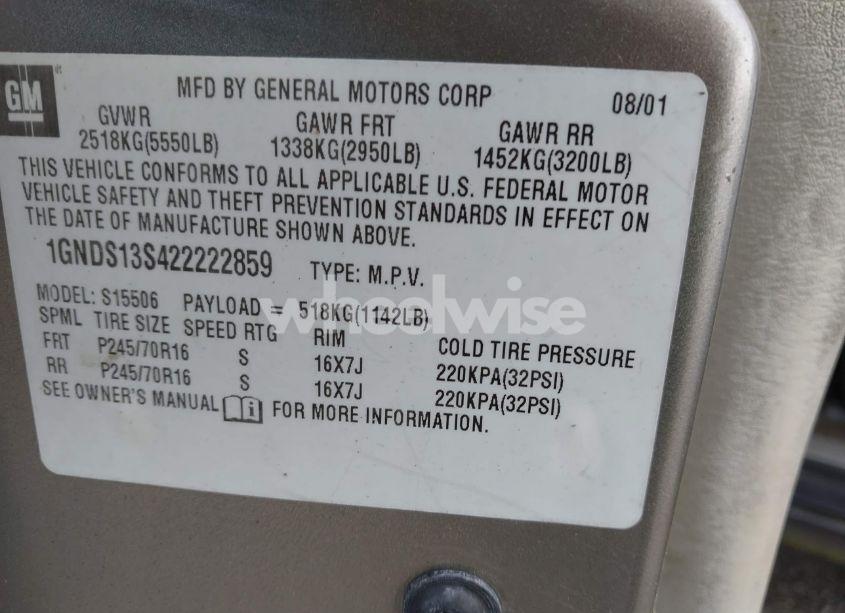 GM
MFD BY GENERAL MOTORS CORP 08/01
GVWR GAWR FRT GAWR RR
2518KG(5550LB) 1338KG(2950LB) 1452KG(3200LB)
THIS VEHICLE CONFORMS TO ALL APPLICABLE U.S. FEDERAL MOTOR
VEHICLE SAFETY AND THEFT PREVENTION STANDARDS IN EFFECT ON
THE DATE OF MANUFACTURE SHOWN ABOVE.
1GNDS13S422222859 TYPE: M.P.V.
MODEL: S15506 PAYLOAD = 518KG(1142LB)
wheelwise
SPML TIRE SIZE SPEED RTG RIM COLD TIRE PRESSURE
FRT P245/70R16 S 16X7J 220KPA(32PSI)
RR P245/70R16 S 16X7J 220KPA(32PSI)
SEE OWNER'S MANUAL i FOR MORE INFORMATION.